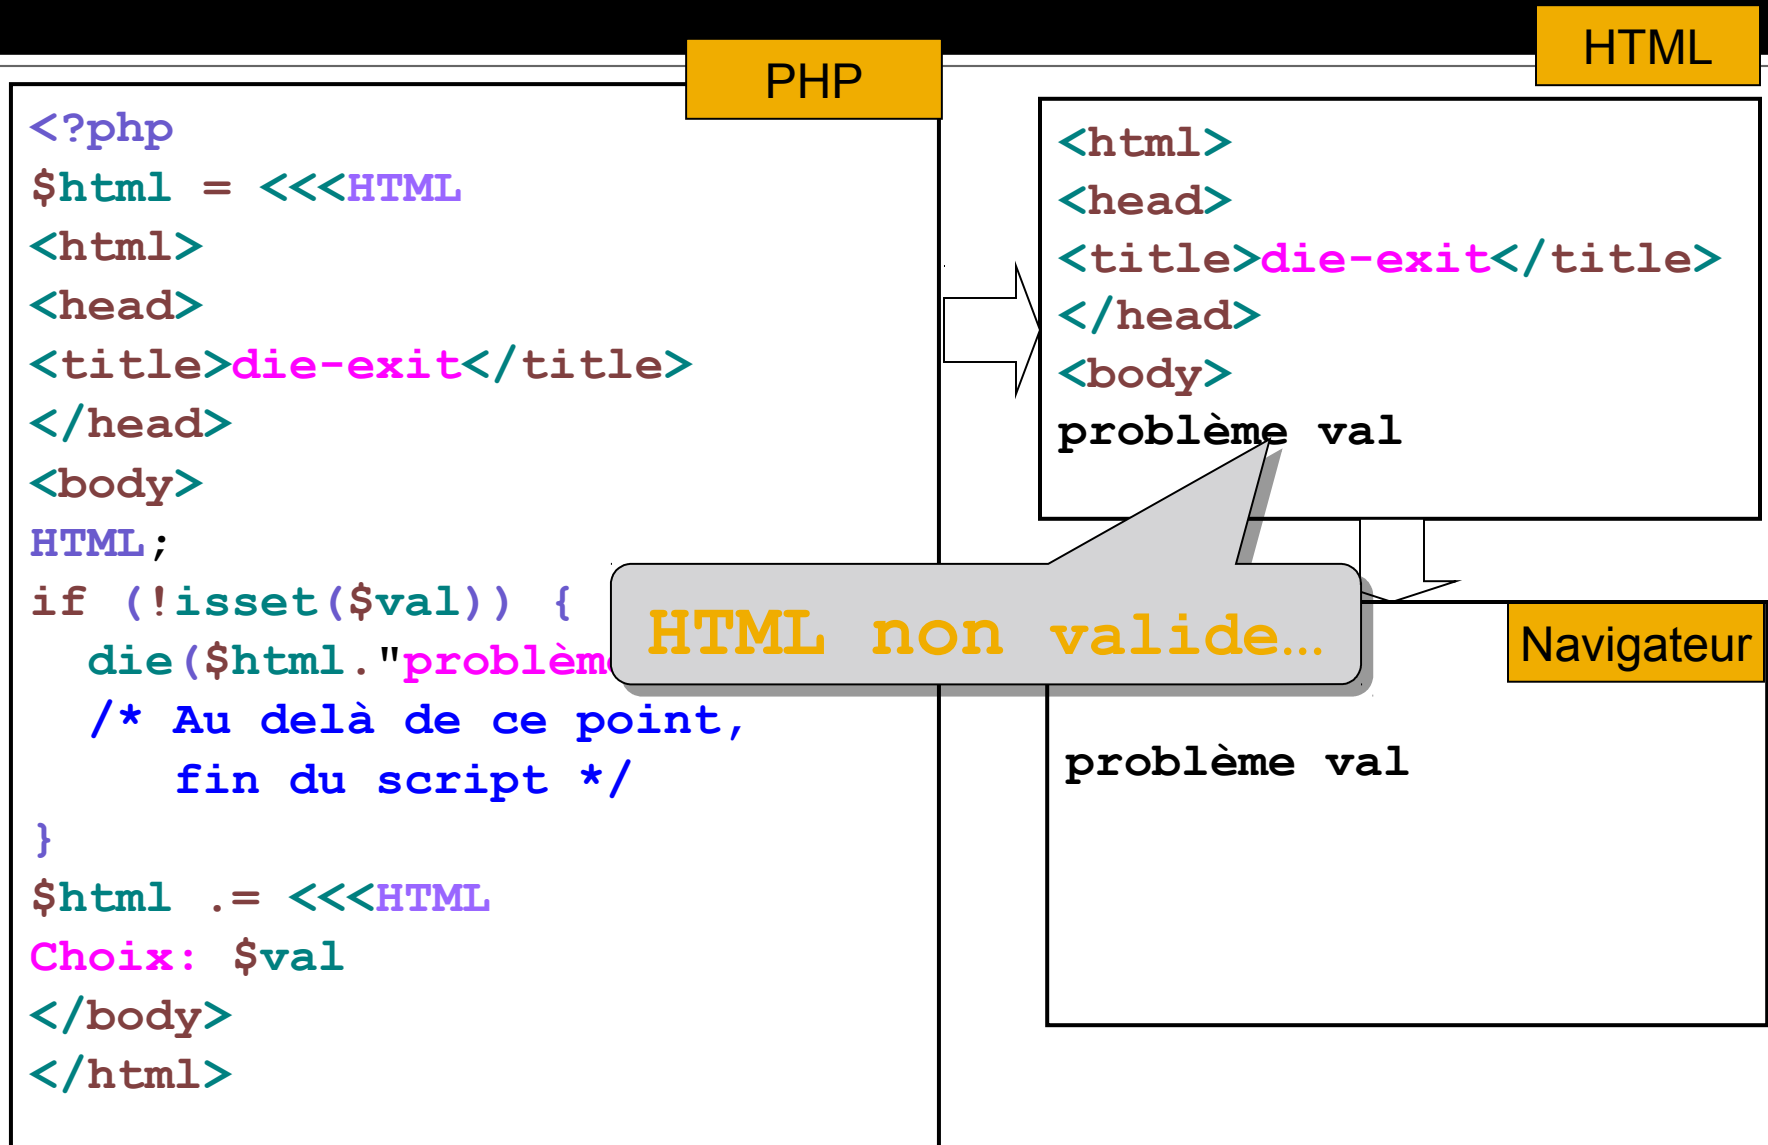 PHP
<?php
$html = <<<HTML
<html>
<head>
<title>die-exit</title>
</head>
<body>
HTML;
if (!isset($val)) {
die($html."problèm
/* Au delà de ce point,
fin du script */
}
$html .= <<<HTML
Choix: $val
</body>
</html>
HTML
<html>
<head>
<title>die-exit</title>
</head>
<body>
problème val
HTML non valide…
Navigateur
problème val